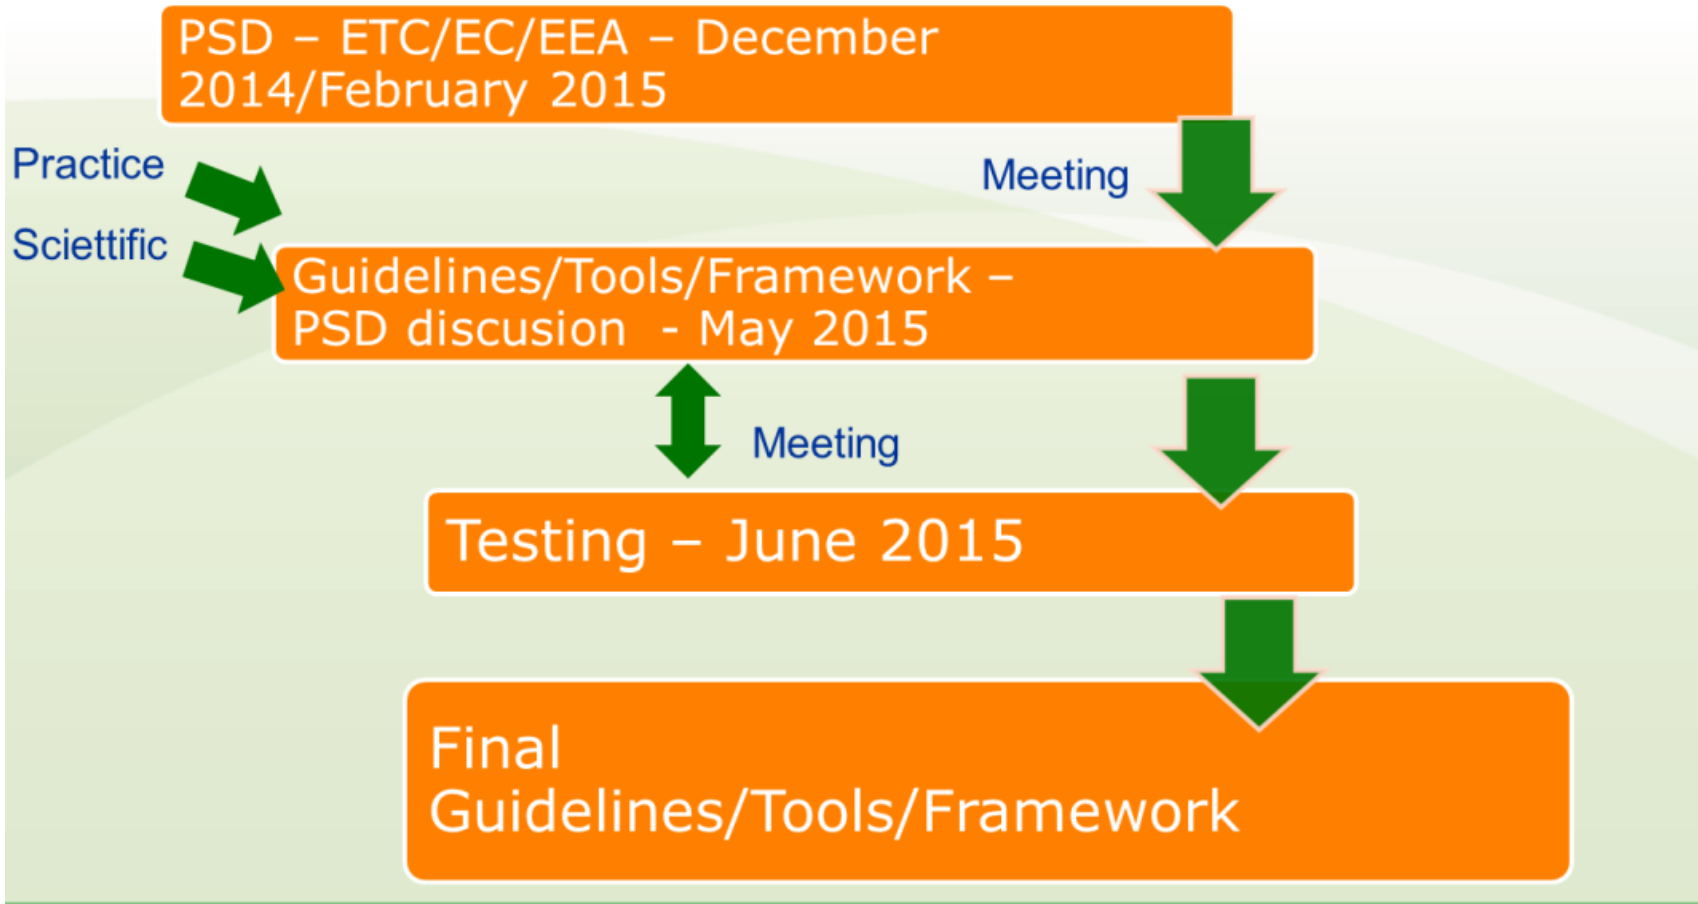 PSD – ETC/EC/EEA – December
2014/February 2015
Practice
Meeting
Sciettific
Guidelines/Tools/Framework –
PSD discusion - May 2015
Meeting
Testing – June 2015
Final
Guidelines/Tools/Framework